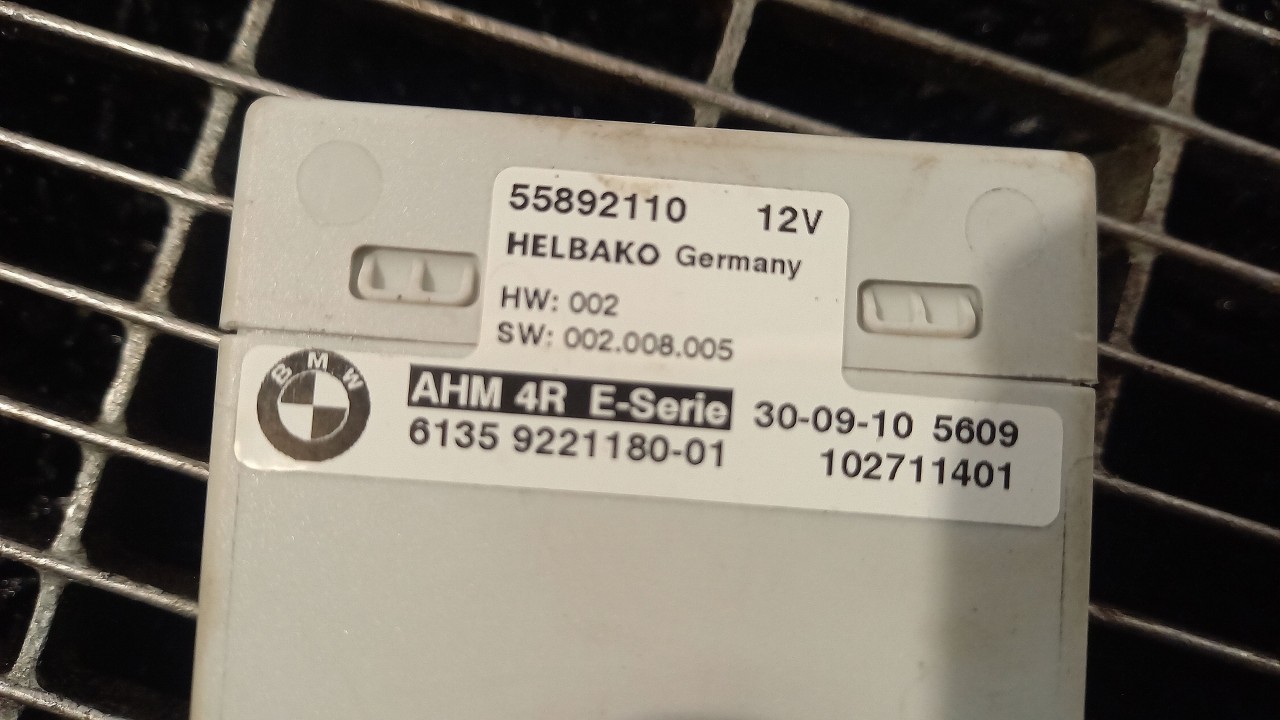 55892110 12V
HELBAKO Germany
HW: 002
SW: 002.008.005
BMW
AHM 4R E-Serie 30-09-10 5609
6135 9221180-01 102711401